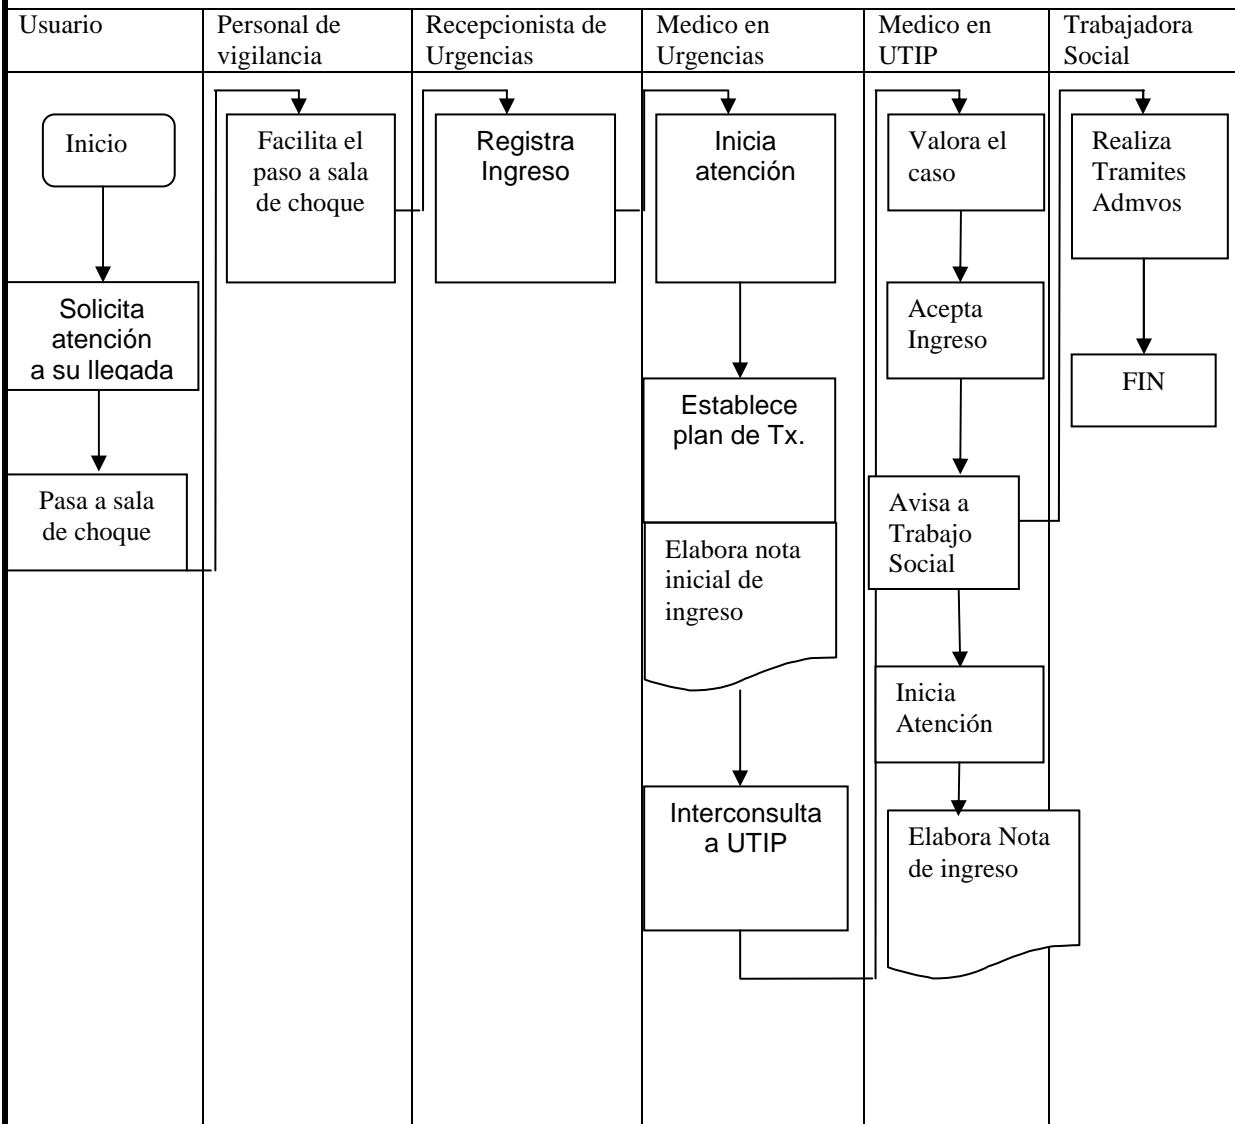 Usuario
Personal de
vigilancia
Recepcionista de
Urgencias
Medico en
Urgencias
Medico en
UTIP
Trabajadora
Social
Inicio
Solicita
atención
a su llegada
Pasa a sala
de choque
Facilita el
paso a sala
de choque
Registra
Ingreso
Inicia
atención
Establece
plan de Tx.
Elabora nota
inicial de
ingreso
Interconsulta
a UTIP
Valora el
caso
Acepta
Ingreso
Avisa a
Trabajo
Social
Inicia
Atención
Elabora Nota
de ingreso
Realiza
Tramites
Admvos
FIN